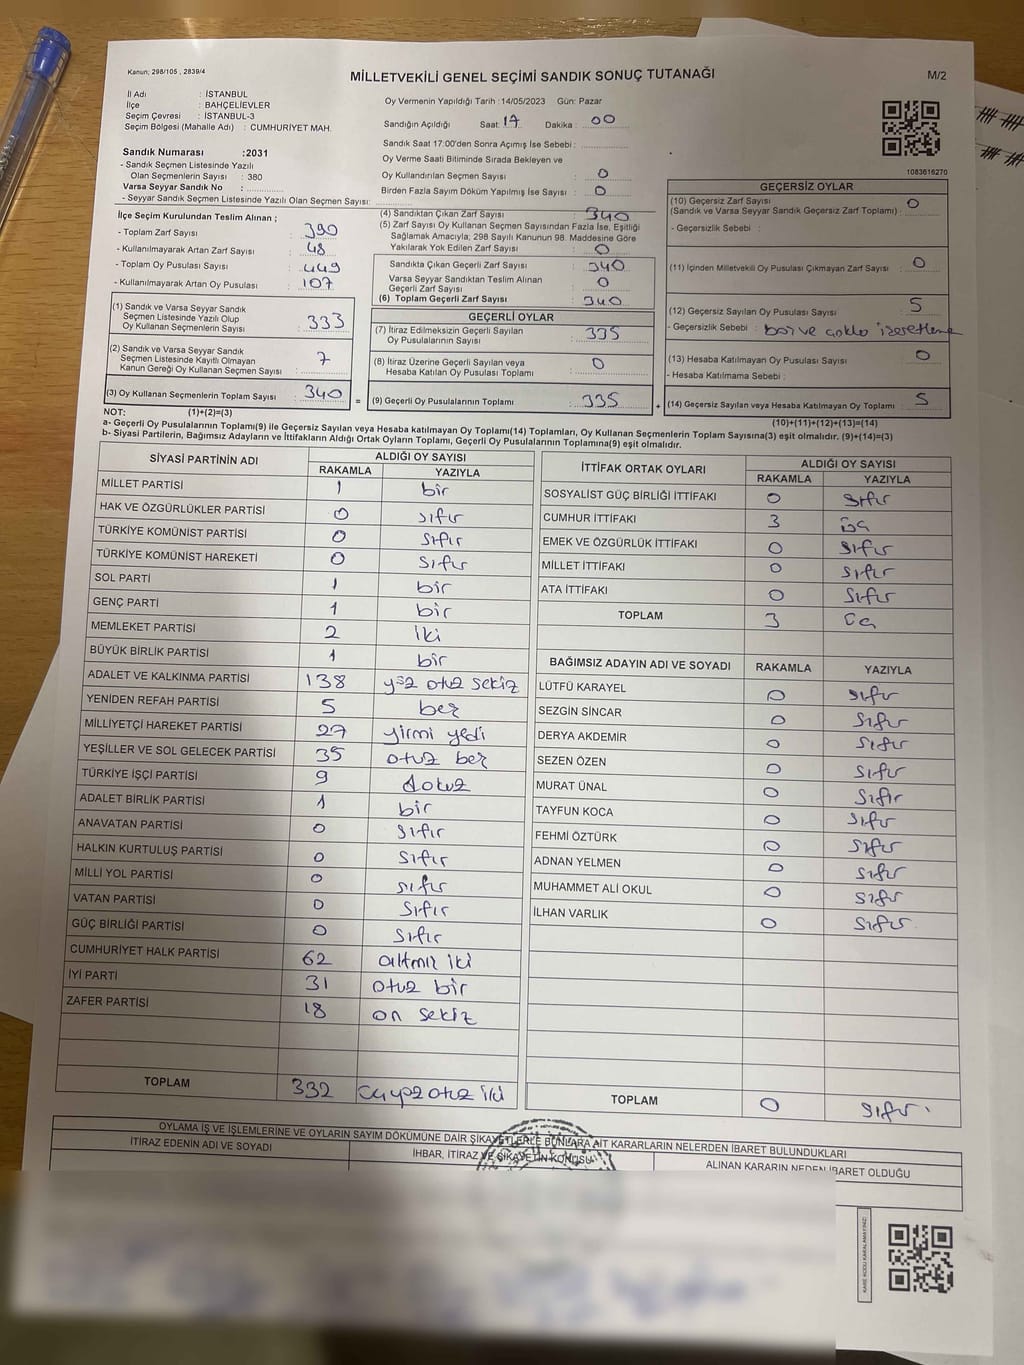 Kanun; 298/105 , 2839/4
MİLLETVEKİLİ GENEL SEÇİMİ SANDIK SONUÇ TUTANAĞI
M/2
İl Adı : İSTANBUL
İlçe : BAHÇELİEVLER
Seçim Çevresi : İSTANBUL-3
Seçim Bölgesi (Mahalle Adı) : CUMHURİYET MAH.
Sandık Numarası :2031
- Sandık Seçmen Listesinde Yazılı
Olan Seçmenlerin Sayısı : 380
Varsa Seyyar Sandık No :
- Seyyar Sandık Seçmen Listesinde Yazılı Olan Seçmen Sayısı:
Oy Vermenin Yapıldığı Tarih :14/05/2023 Gün: Pazar
Sandığın Açıldığı Saat: 17 Dakika : 00
Sandık Saat 17:00'den Sonra Açımış İse Sebebi :
Oy Verme Saati Bitiminde Sırada Bekleyen ve
Oy Kullandırılan Seçmen Sayısı : 0
Birden Fazla Sayım Döküm Yapılmış İse Sayısı : 0
1083616270
İlçe Seçim Kurulundan Teslim Alınan ;
- Toplam Zarf Sayısı : 390
- Kullanılmayarak Artan Zarf Sayısı : 48
- Toplam Oy Pusulası Sayısı : 449
- Kullanılmayarak Artan Oy Pusulası : 107
(1) Sandık ve Varsa Seyyar Sandık
Seçmen Listesinde Yazılı Olup
Oy Kullanan Seçmenlerin Sayısı : 333
(2) Sandık ve Varsa Seyyar Sandık
Seçmen Listesinde Kayıtlı Olmayan
Kanun Gereği Oy Kullanan Seçmen Sayısı : 7
(3) Oy Kullanan Seçmenlerin Toplam Sayısı : 340 =
(4) Sandıktan Çıkan Zarf Sayısı : 340
(5) Zarf Sayısı Oy Kullanan Seçmen Sayısından Fazla İse, Eşitliği
Sağlamak Amacıyla; 298 Sayılı Kanunun 98. Maddesine Göre
Yakılarak Yok Edilen Zarf Sayısı : 0
Sandıkta Çıkan Geçerli Zarf Sayısı : 340
Varsa Seyyar Sandıktan Teslim Alınan
Geçerli Zarf Sayısı : 0
(6) Toplam Geçerli Zarf Sayısı : 340
GEÇERLİ OYLAR
(7) İtiraz Edilmeksizin Geçerli Sayılan
Oy Pusulalarının Sayısı : 335
(8) İtiraz Üzerine Geçerli Sayılan veya
Hesaba Katılan Oy Pusulası Toplamı : 0
(9) Geçerli Oy Pusulalarının Toplamı : 335 +
GEÇERSİZ OYLAR
(10) Geçersiz Zarf Sayısı : 0
(Sandık ve Varsa Seyyar Sandık Geçersiz Zarf Toplamı)
- Geçersizlik Sebebi :
(11) İçinden Milletvekili Oy Pusulası Çıkmayan Zarf Sayısı : 0
(12) Geçersiz Sayılan Oy Pusulası Sayısı : 5
- Geçersizlik Sebebi :
(13) Hesaba Katılmayan Oy Pusulası Sayısı : 0
- Hesaba Katılmama Sebebi :
(14) Geçersiz Sayılan veya Hesaba Katılmayan Oy Toplamı : 5
NOT: (1)+(2)=(3) (10)+(11)+(12)+(13)=(14)
a- Geçerli Oy Pusulalarının Toplamı(9) ile Geçersiz Sayılan veya Hesaba katılmayan Oy Toplamı(14) Toplamları, Oy Kullanan Seçmenlerin Toplam Sayısına(3) eşit olmalıdır. (9)+(14)=(3)
b- Siyasi Partilerin, Bağımsız Adayların ve İttifakların Aldığı Ortak Oyların Toplamı, Geçerli Oy Pusulalarının Toplamına(9) eşit olmalıdır.
SİYASİ PARTİNİN ADI ALDIĞI OY SAYISI
RAKAMLA YAZIYLA
MİLLET PARTİSİ 1 bir
HAK VE ÖZGÜRLÜKLER PARTİSİ 0 sıfır
TÜRKİYE KOMÜNİST PARTİSİ 0 sıfır
TÜRKİYE KOMÜNİST HAREKETİ 0 sıfır
SOL PARTİ 1 bir
GENÇ PARTİ 1 bir
MEMLEKET PARTİSİ 2 iki
BÜYÜK BİRLİK PARTİSİ 1 bir
ADALET VE KALKINMA PARTİSİ 138 yüz otuz sekiz
YENİDEN REFAH PARTİSİ 5 beş
MİLLİYETÇİ HAREKET PARTİSİ 27 yirmi yedi
YEŞİLLER VE SOL GELECEK PARTİSİ 35 otuz beş
TÜRKİYE İŞÇİ PARTİSİ 9 dokuz
ADALET BİRLİK PARTİSİ 1 bir
ANAVATAN PARTİSİ 0 sıfır
HALKIN KURTULUŞ PARTİSİ 0 sıfır
MİLLİ YOL PARTİSİ 0 sıfır
VATAN PARTİSİ 0 sıfır
GÜÇ BİRLİĞİ PARTİSİ 0 sıfır
CUMHURİYET HALK PARTİSİ 62 altmış iki
İYİ PARTİ 31 otuz bir
ZAFER PARTİSİ 18 on sekiz
TOPLAM 332 üçyüz otuz iki
İTTİFAK ORTAK OYLARI ALDIĞI OY SAYISI
RAKAMLA YAZIYLA
SOSYALİST GÜÇ BİRLİĞİ İTTİFAKI 0 sıfır
CUMHUR İTTİFAKI 3 üç
EMEK VE ÖZGÜRLÜK İTTİFAKI 0 sıfır
MİLLET İTTİFAKI 0 sıfır
ATA İTTİFAKI 0 sıfır
TOPLAM 3 üç
BAĞIMSIZ ADAYIN ADI VE SOYADI RAKAMLA YAZIYLA
LÜTFÜ KARAYEL 0 sıfır
SEZGİN SİNCAR 0 sıfır
DERYA AKDEMİR 0 sıfır
SEZEN ÖZEN 0 sıfır
MURAT ÜNAL 0 sıfır
TAYFUN KOCA 0 sıfır
FEHMİ ÖZTÜRK 0 sıfır
ADNAN YELMEN 0 sıfır
MUHAMMET ALİ OKUL 0 sıfır
İLHAN VARLIK 0 sıfır
TOPLAM 0 sıfır.
OYLAMA İŞ VE İŞLEMLERİNE VE OYLARIN SAYIM DÖKÜMÜNE DAİR ŞİKAYETLERLE BUNLARA AİT KARARLARIN NELERDEN İBARET BULUNDUKLARI
İTİRAZ EDENİN ADI VE SOYADI İHBAR, İTİRAZ VE ŞİKAYETİN KONUSU ALINAN KARARIN NEDEN İBARET OLDUĞU
KARE KODU KARALAMAYINIZ!